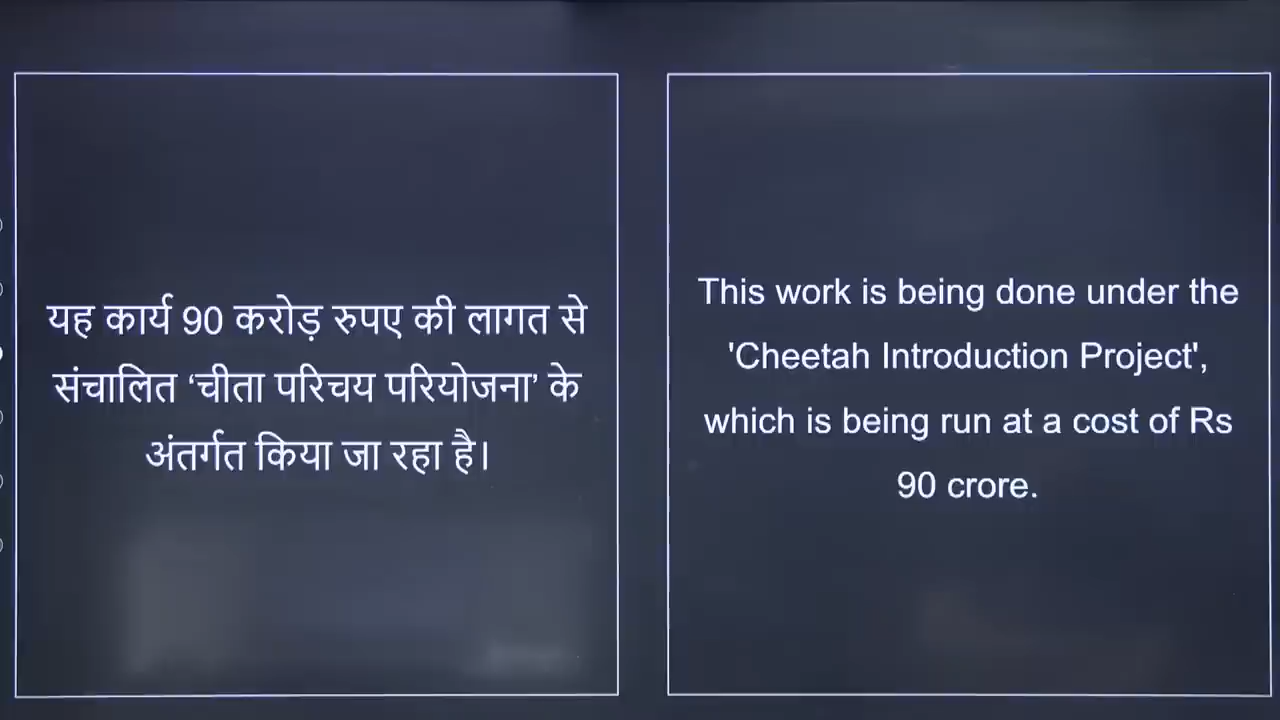 यह कार्य 90 करोड़ रुपए की लागत से
संचालित ‘चीता परिचय परियोजना’ के
अंतर्गत किया जा रहा है।
This work is being done under the
'Cheetah Introduction Project',
which is being run at a cost of Rs
90 crore.